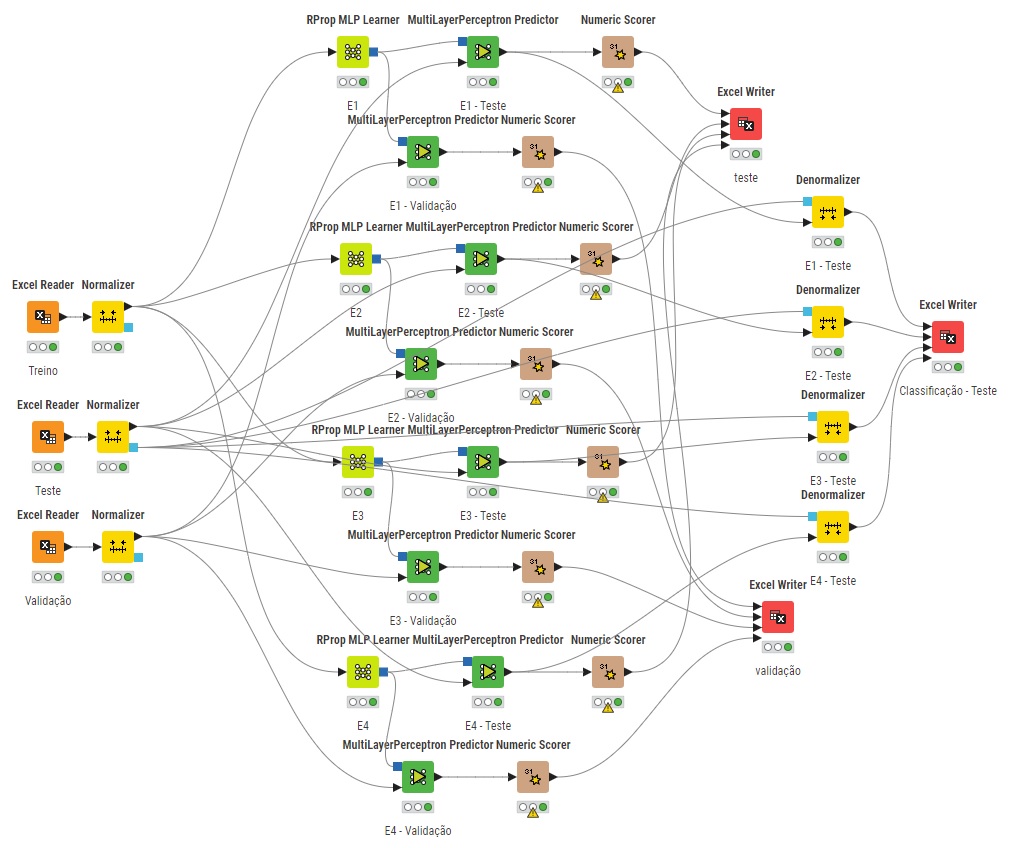 RProp MLP Learner MultiLayerPerceptron Predictor Numeric Scorer
E1 E1 - Teste
Excel Writer
teste
MultiLayerPerceptron Predictor Numeric Scorer
E1 - Validação
Denormalizer
E1 - Teste
RProp MLP Learner MultiLayerPerceptron Predictor Numeric Scorer
E2 E2 - Teste
Excel Reader Normalizer
Treino
Denormalizer
E2 - Teste
Excel Writer
Classificação - Teste
MultiLayerPerceptron Predictor Numeric Scorer
E2 - Validação
Excel Reader Normalizer
Teste
Denormalizer
E3 - Teste
RProp MLP Learner MultiLayerPerceptron Predictor Numeric Scorer
E3 E3 - Teste
Denormalizer
E4 - Teste
Excel Reader Normalizer
Validação
MultiLayerPerceptron Predictor Numeric Scorer
E3 - Validação
Excel Writer
validação
RProp MLP Learner MultiLayerPerceptron Predictor Numeric Scorer
E4 E4 - Teste
MultiLayerPerceptron Predictor Numeric Scorer
E4 - Validação